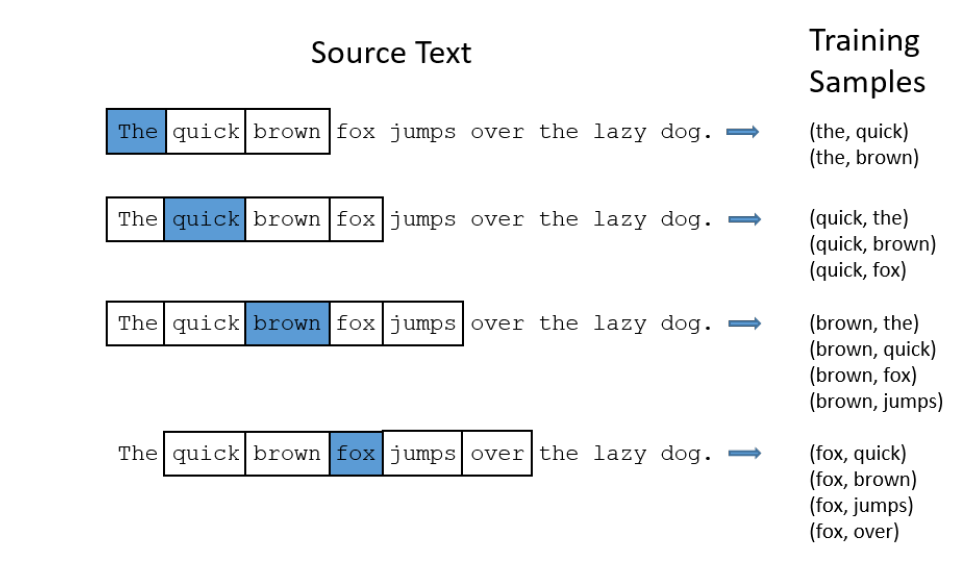 Source Text
Training
Samples
The quick brown fox jumps over the lazy dog.
(the, quick)
(the, brown)
The quick brown fox jumps over the lazy dog.
(quick, the)
(quick, brown)
(quick, fox)
The quick brown fox jumps over the lazy dog.
(brown, the)
(brown, quick)
(brown, fox)
(brown, jumps)
The quick brown fox jumps over the lazy dog.
(fox, quick)
(fox, brown)
(fox, jumps)
(fox, over)